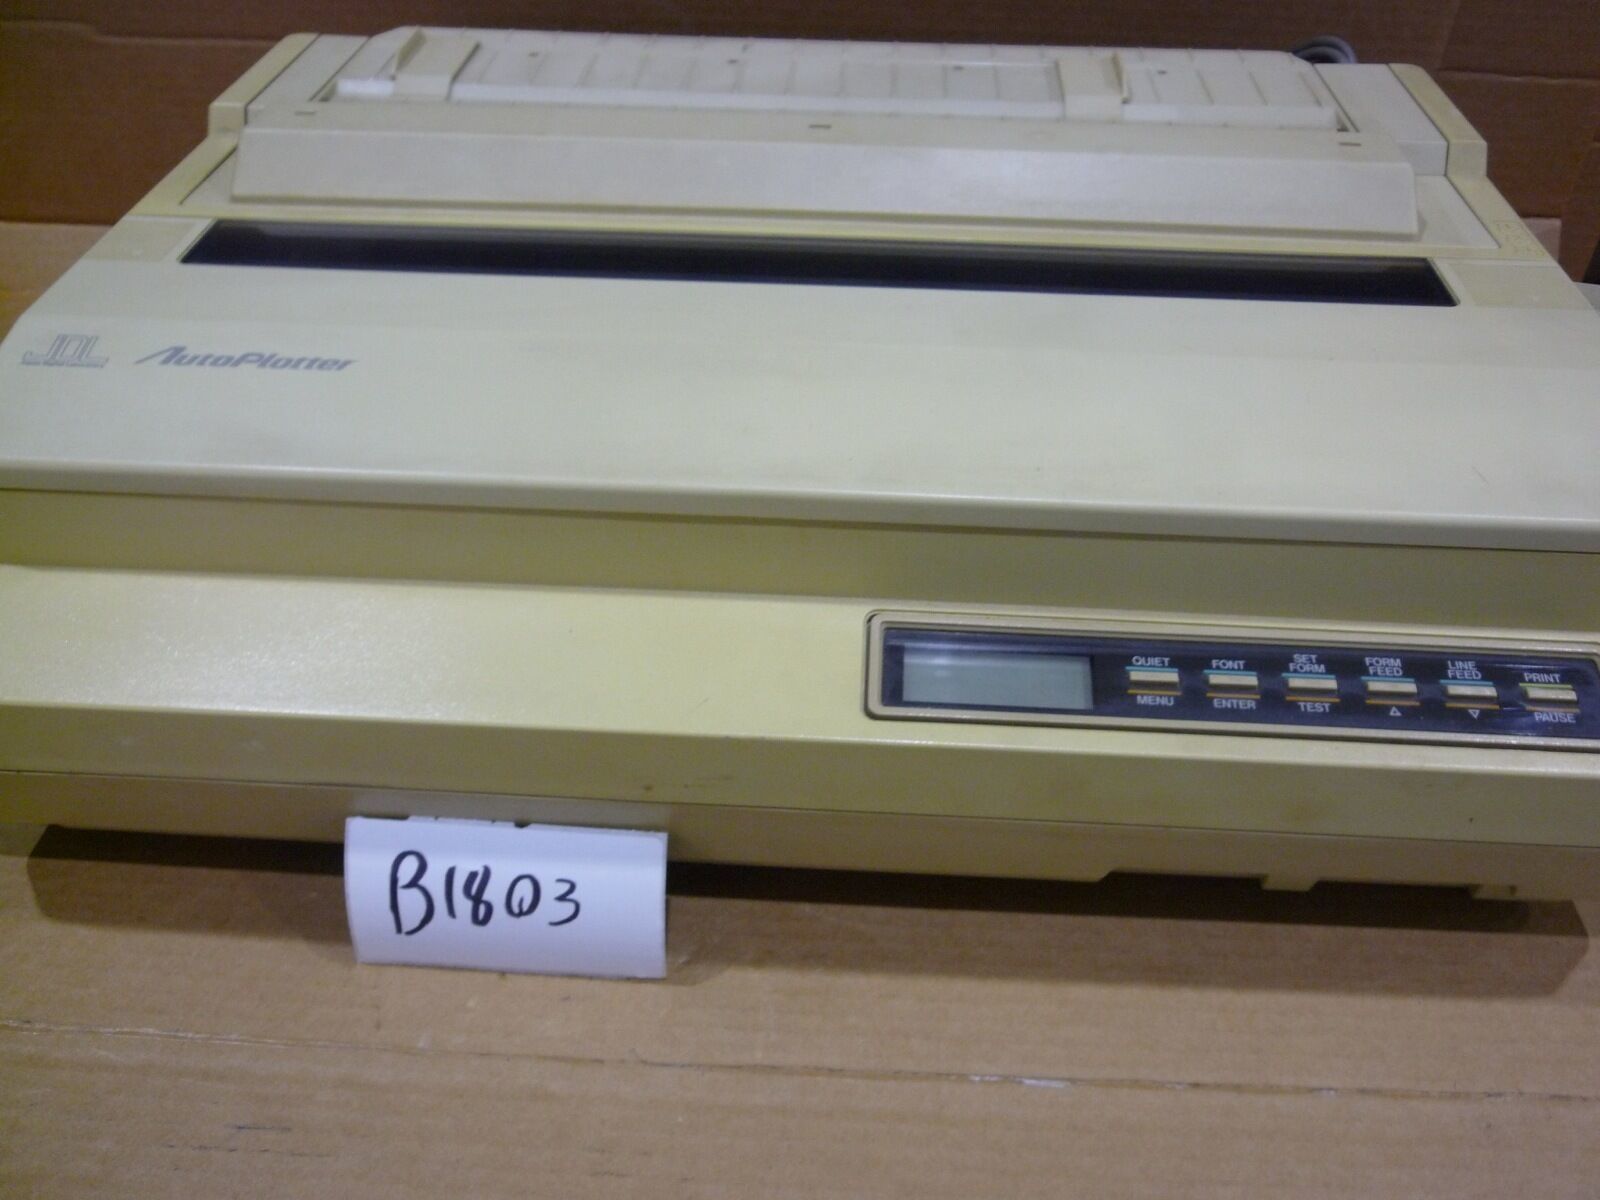 JDL AutoPlotter
QUIET FONT SET FORM FORM FEED LINE FEED PRINT
MENU ENTER TEST △ ▽ PAUSE
B1803